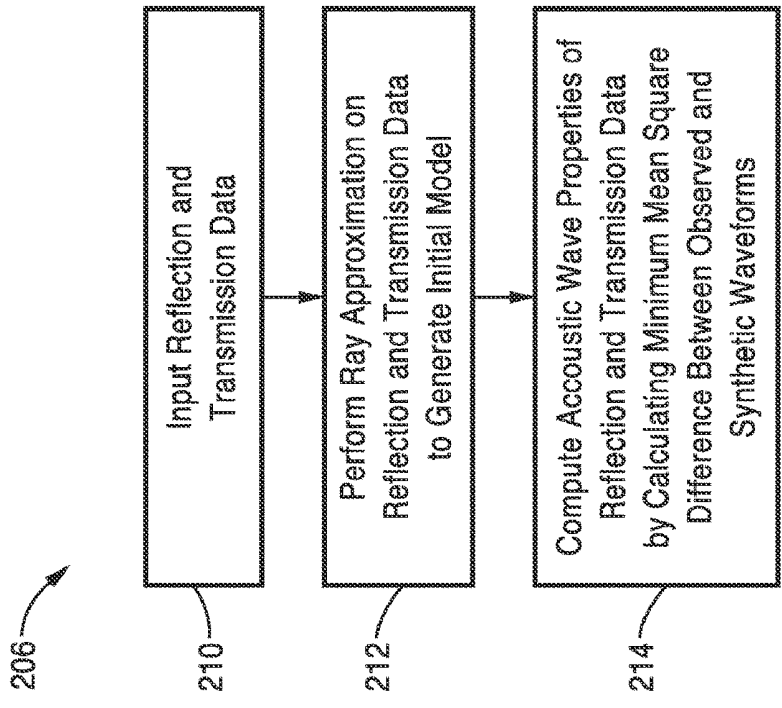 206
210
Input Reflection and
Transmission Data
212
Perform Ray Approximation on
Reflection and Transmission Data
to Generate Initial Model
214
Compute Accoustic Wave Properties of
Reflection and Transmission Data
by Calculating Minimum Mean Square
Difference Between Observed and
Synthetic Waveforms